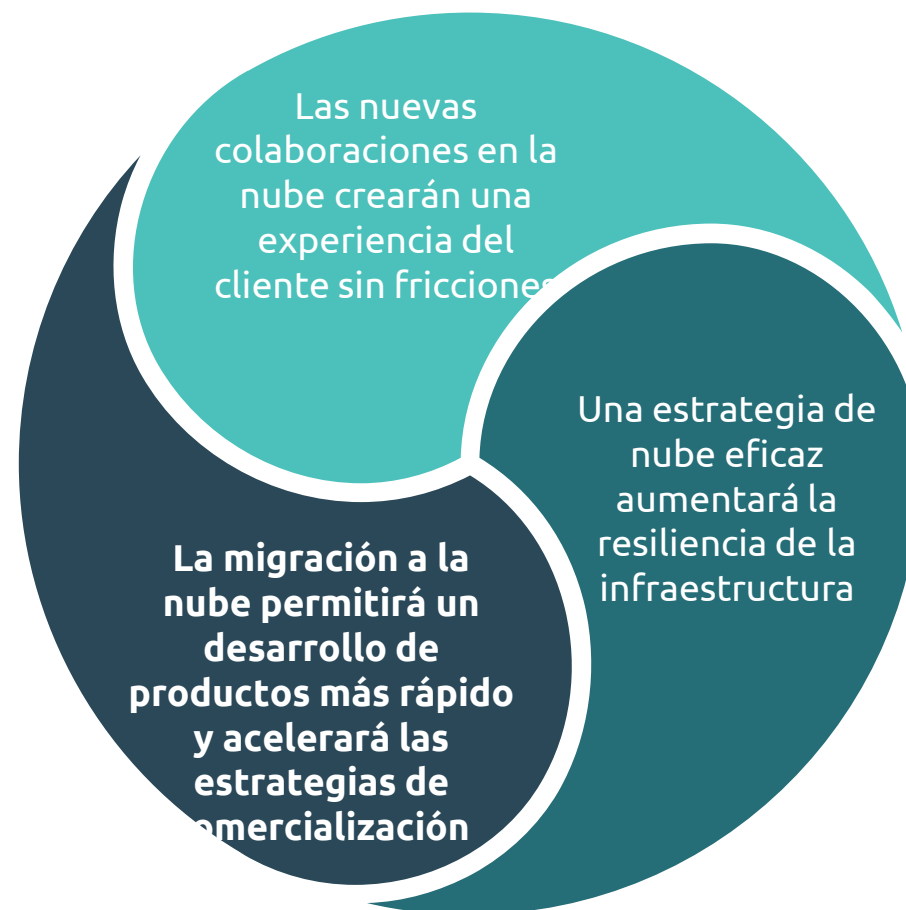 Las nuevas
colaboraciones en la
nube crearán una
experiencia del
cliente sin fricciones
Una estrategia de
nube eficaz
aumentará la
resiliencia de la
infraestructura
La migración a la
nube permitirá un
desarrollo de
productos más rápido
y acelerará las
estrategias de
comercialización